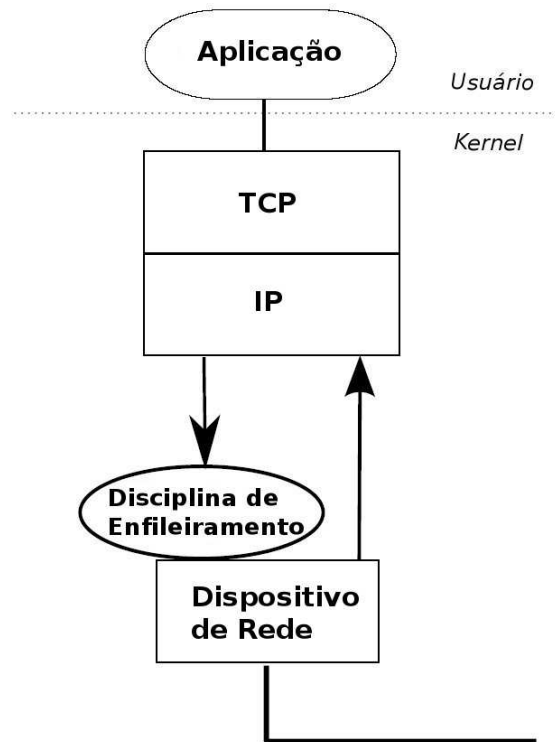 Aplicação
Usuário
Kernel
TCP
IP
Disciplina de
Enfileiramento
Dispositivo
de Rede